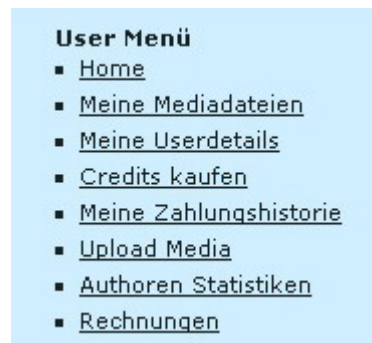 User Menü
Home
Meine Mediadateien
Meine Userdetails
Credits kaufen
Meine Zahlungshistorie
Upload Media
Authoren Statistiken
Rechnungen